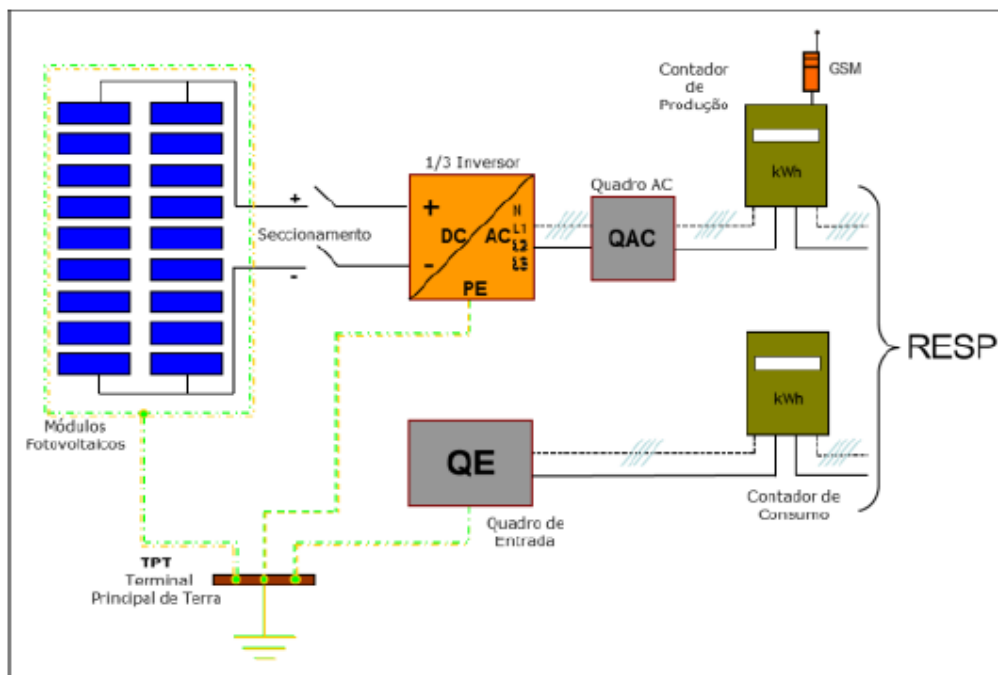 Contador
de
Produção
GSM
kWh
1/3 Inversor
+
DC
AC
N
L1
L2
L3
-
PE
Quadro AC
QAC
+
Seccionamento
-
Módulos
Fotovoltaicos
RESP
kWh
Contador de
Consumo
QE
Quadro de
Entrada
TPT
Terminal
Principal de Terra